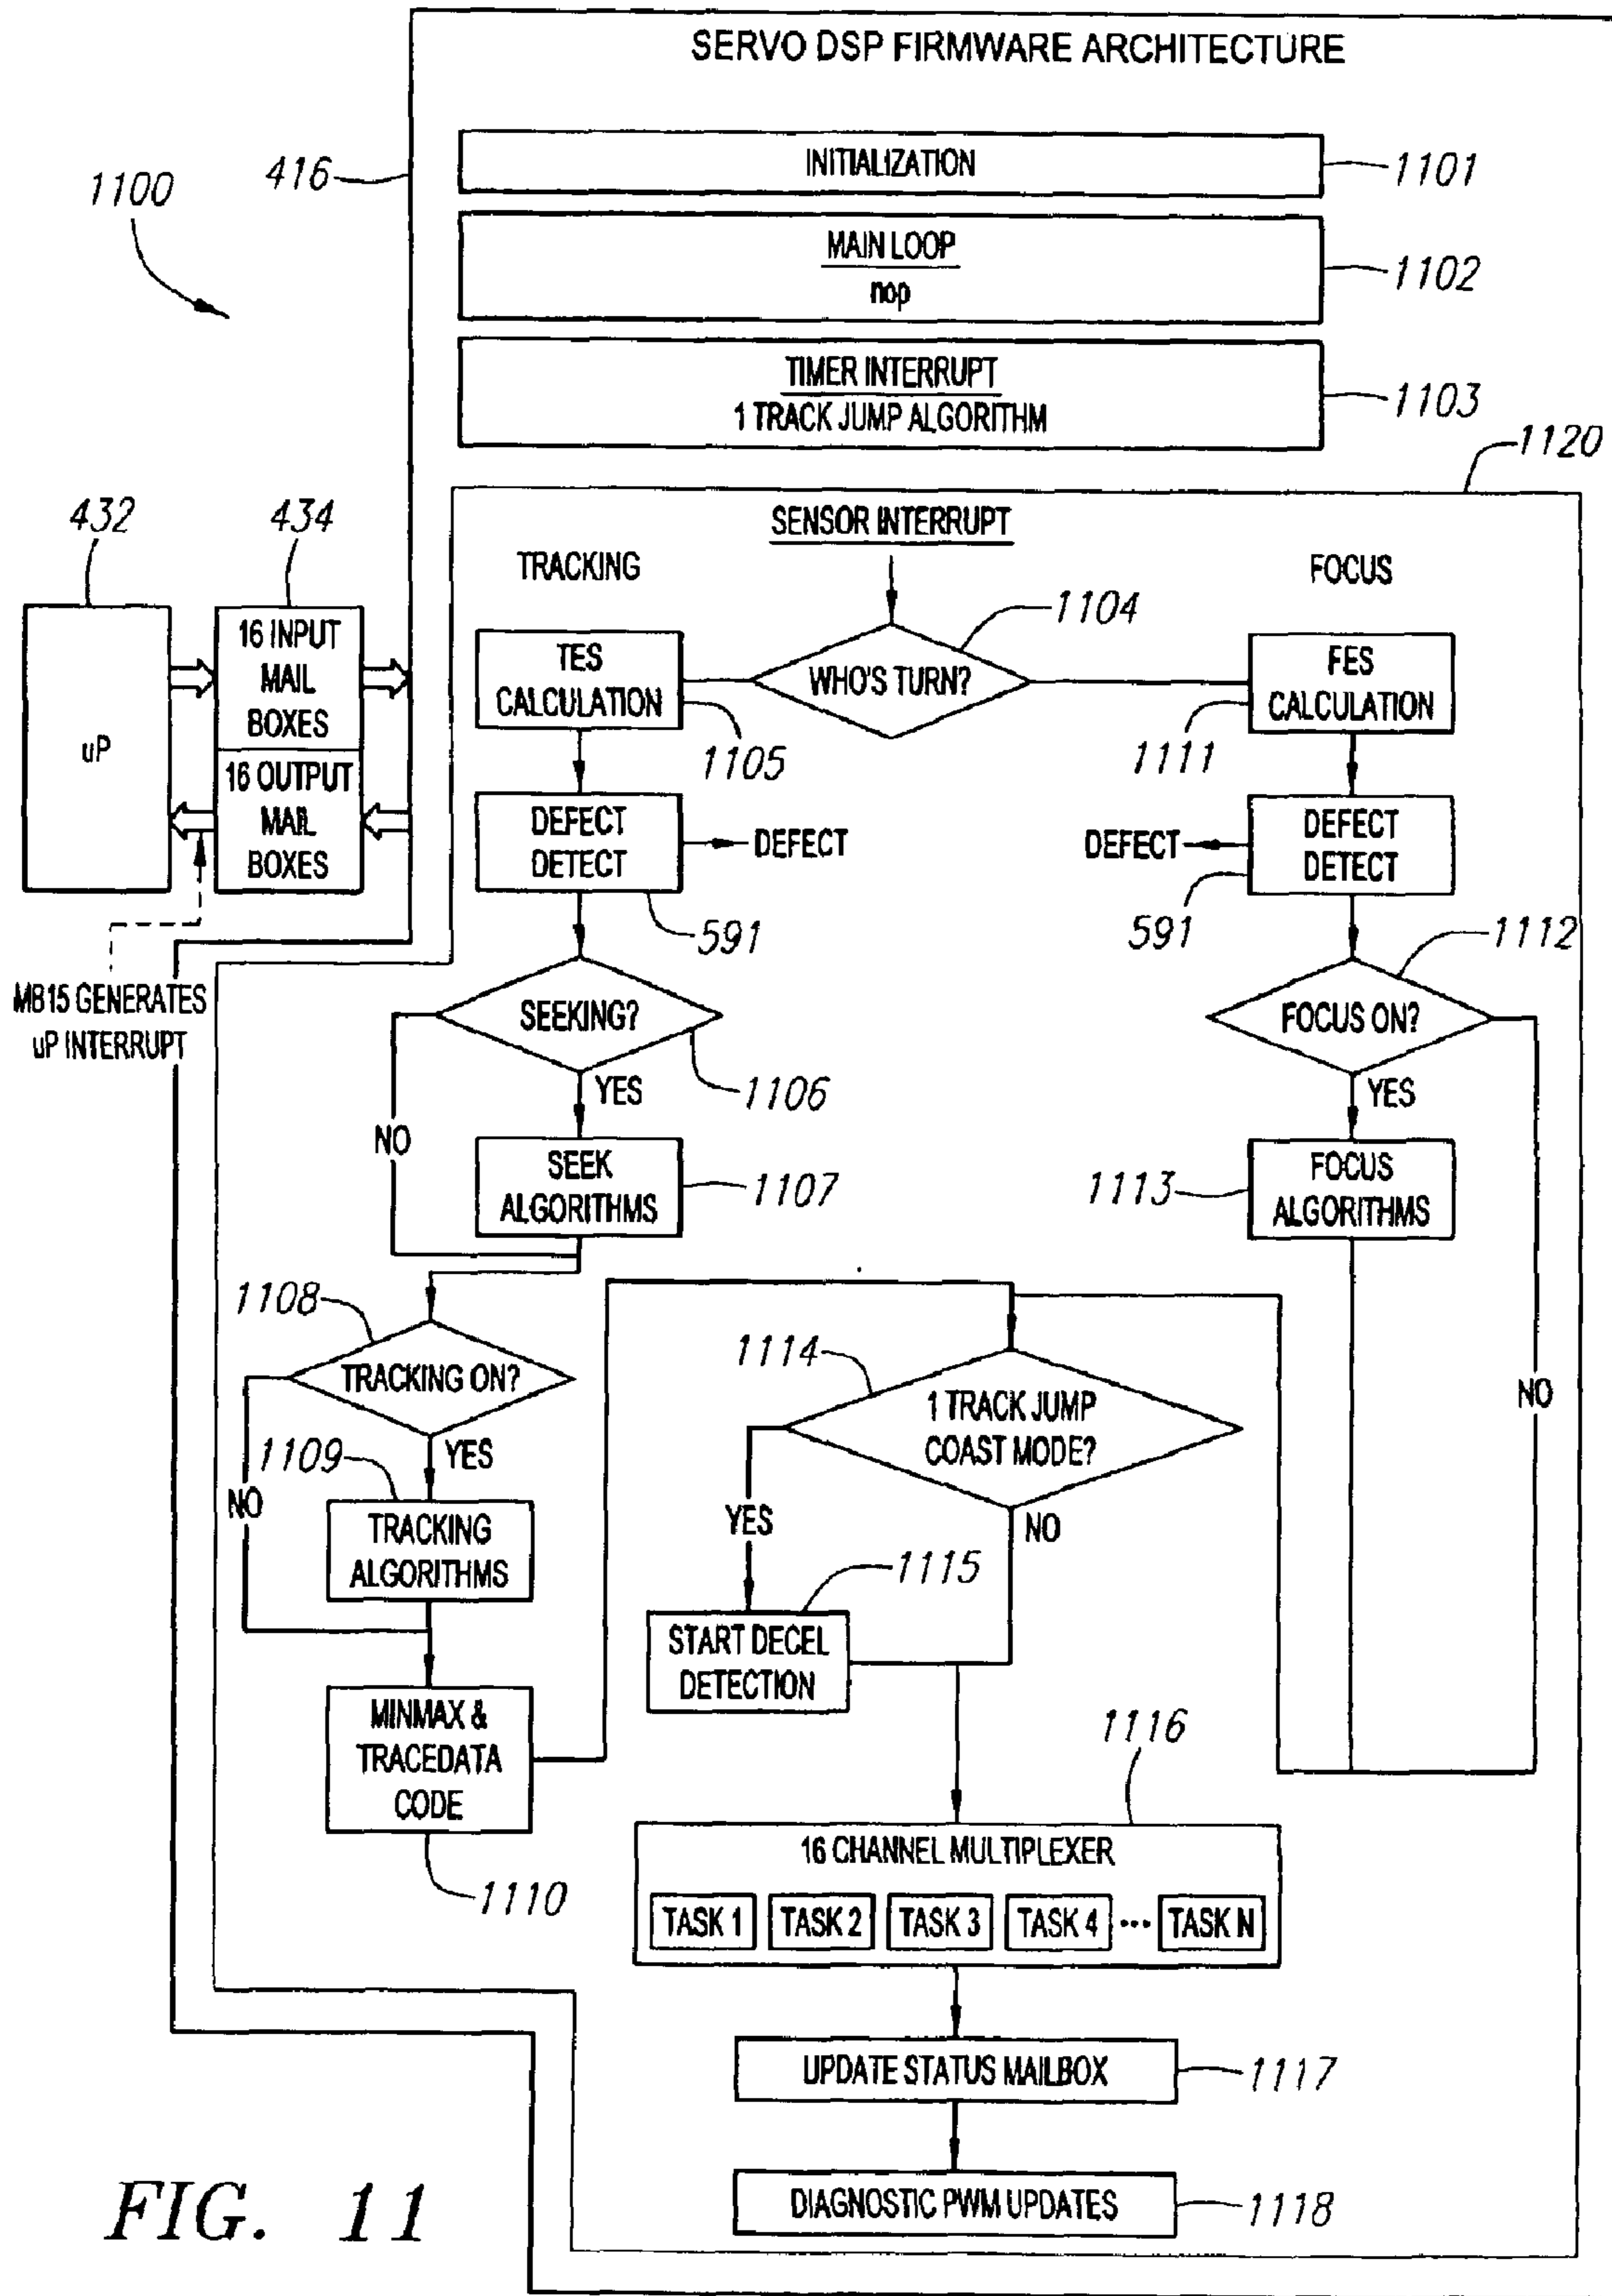 SERVO DSP FIRMWARE ARCHITECTURE
INITIALIZATION
1101
416
1100
MAIN LOOP
nop
1102
TIMER INTERRUPT
1 TRACK JUMP ALGORITHM
1103
1120
432
434
SENSOR INTERRUPT
TRACKING
FOCUS
1104
16 INPUT
MAIL
BOXES
uP
16 OUTPUT
MAIL
BOXES
MB15 GENERATES
uP INTERRUPT
TES
CALCULATION
1105
WHO'S TURN?
FES
CALCULATION
1111
DEFECT
DETECT
DEFECT
591
DEFECT
DEFECT
DETECT
591
1112
SEEKING?
YES
NO
1106
FOCUS ON?
YES
NO
SEEK
ALGORITHMS
1107
1113
FOCUS
ALGORITHMS
1108
TRACKING ON?
YES
NO
1109
TRACKING
ALGORITHMS
1114
1 TRACK JUMP
COAST MODE?
YES
NO
1115
START DECEL
DETECTION
MINMAX &
TRACEDATA
CODE
1110
1116
16 CHANNEL MULTIPLEXER
TASK 1
TASK 2
TASK 3
TASK 4
...
TASK N
UPDATE STATUS MAILBOX
1117
DIAGNOSTIC PWM UPDATES
1118
FIG. 11